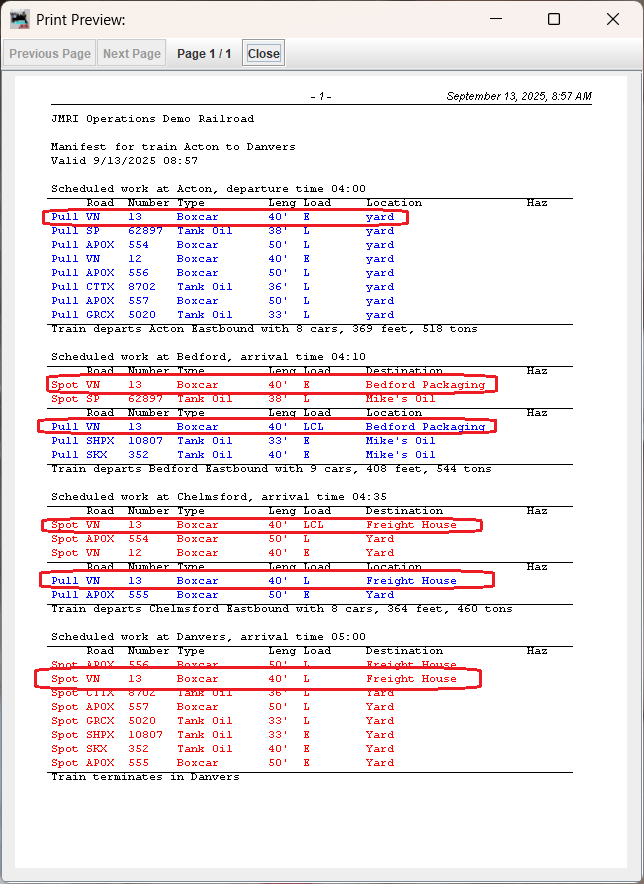 Print Preview:
Previous Page Next Page Page 1 / 1 Close
- 1 - September 13, 2025, 8:57 AM
JMRI Operations Demo Railroad
Manifest for train Acton to Danvers
Valid 9/13/2025 08:57
Scheduled work at Acton, departure time 04:00
Road Number Type Leng Load Location Haz
Pull VN 13 Boxcar 40' E yard
Pull SP 62897 Tank Oil 38' L yard
Pull APOX 554 Boxcar 50' L yard
Pull VN 12 Boxcar 40' E yard
Pull APOX 556 Boxcar 50' L yard
Pull CTTX 8702 Tank Oil 36' L yard
Pull APOX 557 Boxcar 50' L yard
Pull GRCX 5020 Tank Oil 33' L yard
Train departs Acton Eastbound with 8 cars, 369 feet, 518 tons
Scheduled work at Bedford, arrival time 04:10
Road Number Type Leng Load Destination Haz
Spot VN 13 Boxcar 40' E Bedford Packaging
Spot SP 62897 Tank Oil 38' L Mike's Oil
Road Number Type Leng Load Location Haz
Pull VN 13 Boxcar 40' LCL Bedford Packaging
Pull SHPX 10807 Tank Oil 33' E Mike's Oil
Pull SKX 352 Tank Oil 40' E Mike's Oil
Train departs Bedford Eastbound with 9 cars, 408 feet, 544 tons
Scheduled work at Chelmsford, arrival time 04:35
Road Number Type Leng Load Destination Haz
Spot VN 13 Boxcar 40' LCL Freight House
Spot APOX 554 Boxcar 50' L Yard
Spot VN 12 Boxcar 40' E Yard
Road Number Type Leng Load Location Haz
Pull VN 13 Boxcar 40' L Freight House
Pull APOX 555 Boxcar 50' E Yard
Train departs Chelmsford Eastbound with 8 cars, 364 feet, 460 tons
Scheduled work at Danvers, arrival time 05:00
Road Number Type Leng Load Destination Haz
Spot APOX 556 Boxcar 50' L Freight House
Spot VN 13 Boxcar 40' L Freight House
Spot CTTX 8702 Tank Oil 36' L Yard
Spot APOX 557 Boxcar 50' L Yard
Spot GRCX 5020 Tank Oil 33' L Yard
Spot SHPX 10807 Tank Oil 33' E Yard
Spot SKX 352 Tank Oil 40' E Yard
Spot APOX 555 Boxcar 50' E Yard
Train terminates in Danvers